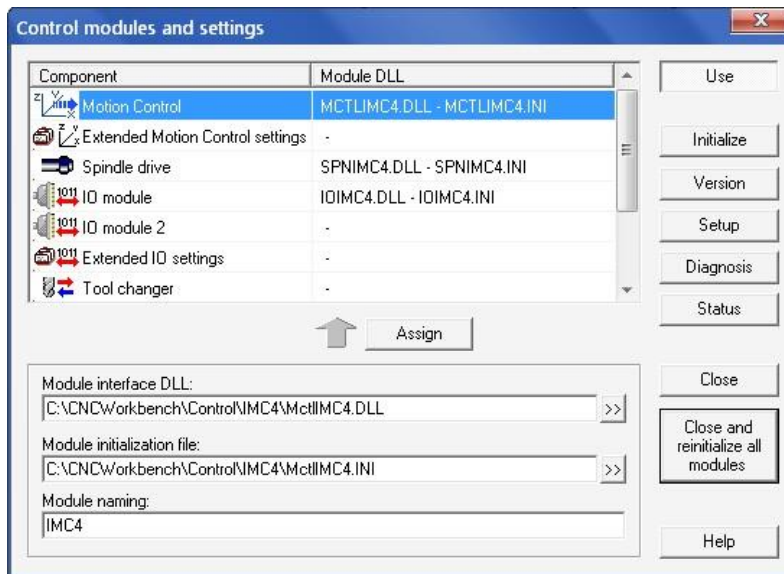 Control modules and settings
Component Module DLL
Motion Control MCTLIMC4.DLL - MCTLIMC4.INI
Extended Motion Control settings -
Spindle drive SPNIMC4.DLL - SPNIMC4.INI
IO module IOIMC4.DLL - IOIMC4.INI
IO module 2 -
Extended IO settings -
Tool changer -
Assign
Module interface DLL:
C:\CNCWorkbench\Control\IMC4\MctlIMC4.DLL >>
Module initialization file:
C:\CNCWorkbench\Control\IMC4\MctlIMC4.INI >>
Module naming:
IMC4
Use
Initialize
Version
Setup
Diagnosis
Status
Close
Close and
reinitialize all
modules
Help